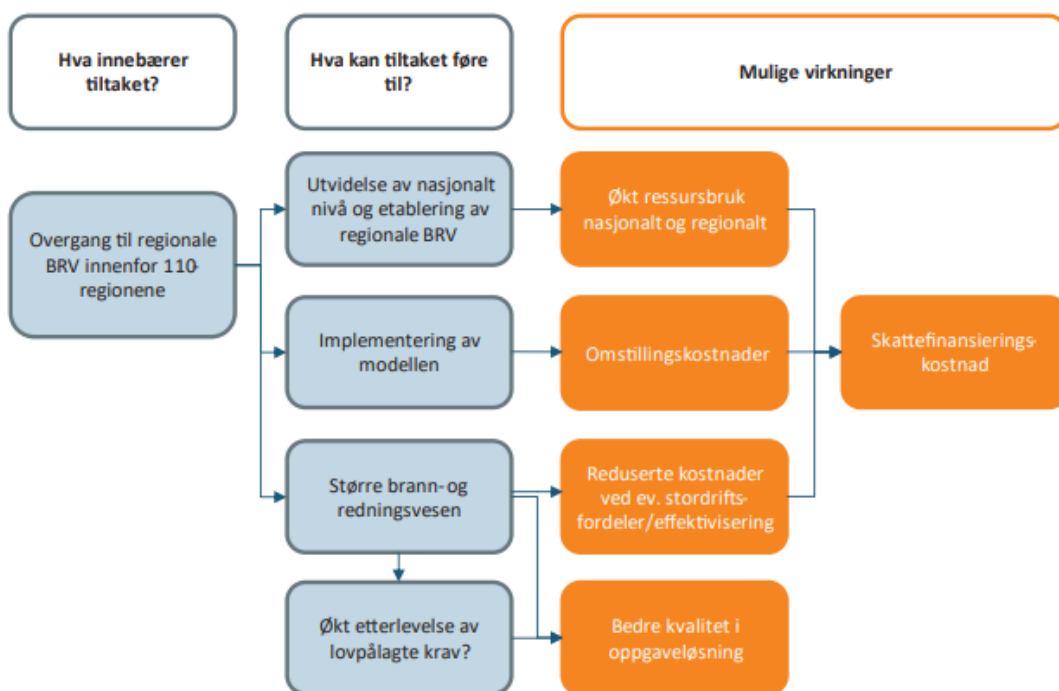 Hva innebærer
tiltaket?
Hva kan tiltaket føre
til?
Mulige virkninger
Overgang til regionale
BRV innenfor 110-
regionene
Utvidelse av nasjonalt
nivå og etablering av
regionale BRV
Økt ressursbruk
nasjonalt og regionalt
Implementering av
modellen
Omstillingskostnader
Skattefinansierings-
kostnad
Større brann- og
redningsvesen
Reduserte kostnader
ved ev. stordrifts-
fordeler/effektivisering
Økt etterlevelse av
lovpålagte krav?
Bedre kvalitet i
oppgaveløsning